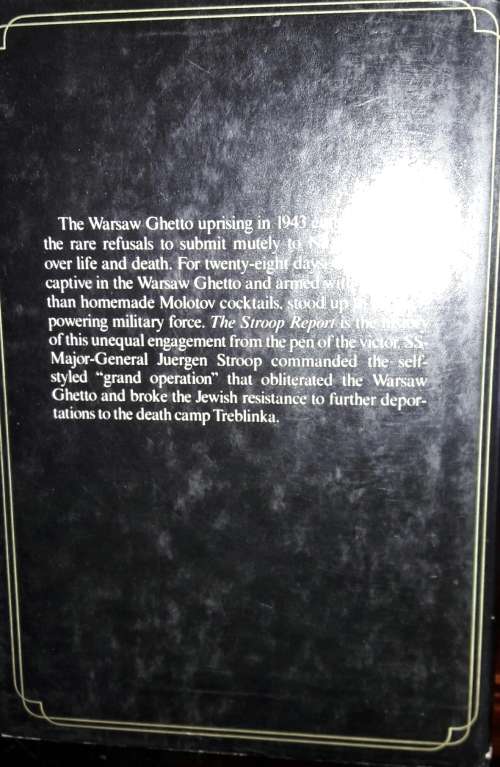 The Warsaw Ghetto uprising in 1943
the rare refusals to submit mutely to
over life and death. For twenty-eight days
captive in the Warsaw Ghetto and armed with
than homemade Molotov cocktails, stood up
powering military force. The Stroop Report is the
of this unequal engagement from the pen of the victor. SS-
Major-General Juergen Stroop commanded the self-
styled “grand operation” that obliterated the Warsaw
Ghetto and broke the Jewish resistance to further depor-
tations to the death camp Treblinka.